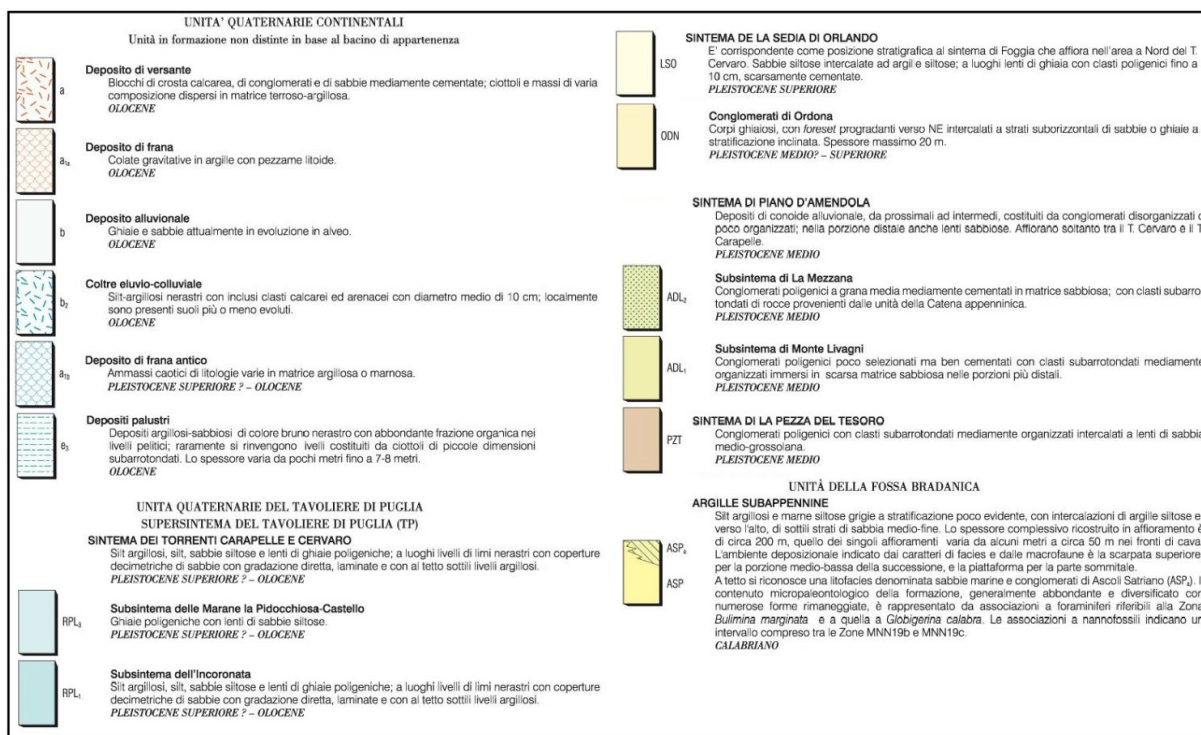 UNITA' QUATERNARIE CONTINENTALI
Unità in formazione non distinte in base al bacino di appartenenza
a
Deposito di versante
Blocchi di crosta calcarea, di conglomerati e di sabbie mediamente cementate; ciottoli e massi di varia
composizione dispersi in matrice terroso-argillosa.
OLOCENE
a1a
Deposito di frana
Colate gravitative in argille con pezzame litoide.
OLOCENE
b
Deposito alluvionale
Ghiaie e sabbie attualmente in evoluzione in alveo.
OLOCENE
b2
Coltre eluvio-colluviale
Silt-argillosi nerastri con inclusi clasti calcarei ed arenacei con diametro medio di 10 cm; localmente
sono presenti suoli più o meno evoluti.
OLOCENE
a1b
Deposito di frana antico
Ammassi caotici di litologie varie in matrice argillosa o marnosa.
PLEISTOCENE SUPERIORE ? – OLOCENE
e3
Depositi palustri
Depositi argillosi-sabbiosi di colore bruno nerastro con abbondante frazione organica nei
livelli pelitici; raramente si rinvengono livelli costituiti da ciottoli di piccole dimensioni
subarrotondati. Lo spessore varia da pochi metri fino a 7-8 metri.
OLOCENE
UNITA QUATERNARIE DEL TAVOLIERE DI PUGLIA
SUPERSINTEMA DEL TAVOLIERE DI PUGLIA (TP)
SINTEMA DEI TORRENTI CARAPELLE E CERVARO
Silt argillosi, silt, sabbie siltose e lenti di ghiaie poligeniche; a luoghi livelli di limi nerastri con coperture
decimetriche di sabbie con gradazione diretta, laminate e con al tetto sottili livelli argillosi.
PLEISTOCENE SUPERIORE ? – OLOCENE
RPL3
Subsintema delle Marane la Pidocchiosa-Castello
Ghiaie poligeniche con lenti di sabbie siltose.
PLEISTOCENE SUPERIORE ? – OLOCENE
RPL1
Subsintema dell'Incoronata
Silt argillosi, silt, sabbie siltose e lenti di ghiaie poligeniche; a luoghi livelli di limi nerastri con coperture
decimetriche di sabbie con gradazione diretta, laminate e con al tetto sottili livelli argillosi.
PLEISTOCENE SUPERIORE ? – OLOCENE
LSO
SINTEMA DE LA SEDIA DI ORLANDO
E' corrispondente come posizione stratigrafica al sintema di Foggia che affiora nell'area a Nord del T.
Cervaro. Sabbie siltose intercalate ad argil e siltose; a luoghi lenti di ghiaia con clasti poligenici fino a
10 cm, scarsamente cementate.
PLEISTOCENE SUPERIORE
ODN
Conglomerati di Ordona
Corpi ghiaiosi, con foreset progradanti verso NE intercalati a strati suborizzontali di sabbie o ghiaie a
stratificazione inclinata. Spessore massimo 20 m.
PLEISTOCENE MEDIO? – SUPERIORE
SINTEMA DI PIANO D'AMENDOLA
Depositi di conoide alluvionale, da prossimali ad intermedi, costituiti da conglomerati disorganizzati o
poco organizzati; nella porzione distale anche lenti sabbiose. Affiorano soltanto tra il T. Cervaro e il T
Carapelle.
PLEISTOCENE MEDIO
ADL2
Subsintema di La Mezzana
Conglomerati poligenici a grana media mediamente cementati in matrice sabbiosa; con clasti subarro-
tondati di rocce provenienti dalle unità della Catena appenninica.
PLEISTOCENE MEDIO
ADL1
Subsintema di Monte Livagni
Conglomerati poligenici poco selezionati ma ben cementati con clasti subarrotondati mediamente
organizzati immersi in scarsa matrice sabbiosa nelle porzioni più distali.
PLEISTOCENE MEDIO
PZT
SINTEMA DI LA PEZZA DEL TESORO
Conglomerati poligenici con clasti subarrotondati mediamente organizzati intercalati a lenti di sabbia
medio-grossolana.
PLEISTOCENE MEDIO
UNITÀ DELLA FOSSA BRADANICA
ARGILLE SUBAPPENNINE
Silt argillosi e marne siltose grigie a stratificazione poco evidente, con intercalazioni di argille siltose e,
verso l'alto, di sottili strati di sabbia medio-fine. Lo spessore complessivo ricostruito in affioramento è
di circa 200 m, quello dei singoli affioramenti varia da alcuni metri a circa 50 m nei fronti di cava.
L'ambiente deposizionale indicato dai caratteri di facies e dalle macrofaune è la scarpata superiore,
per la porzione medio-bassa della successione, e la piattaforma per la parte sommitale.
ASP4
ASP
A tetto si riconosce una litofacies denominata sabbie marine e conglomerati di Ascoli Satriano (ASP4). I
contenuto micropaleontologico della formazione, generalmente abbondante e diversificato con
numerose forme rimaneggiate, è rappresentato da associazioni a foraminiferi riferibili alla Zona
Bulimina marginata e a quella a Globigerina calabra. Le associazioni a nannofossili indicano un
intervallo compreso tra le Zone MNN19b e MNN19c.
CALABRIANO